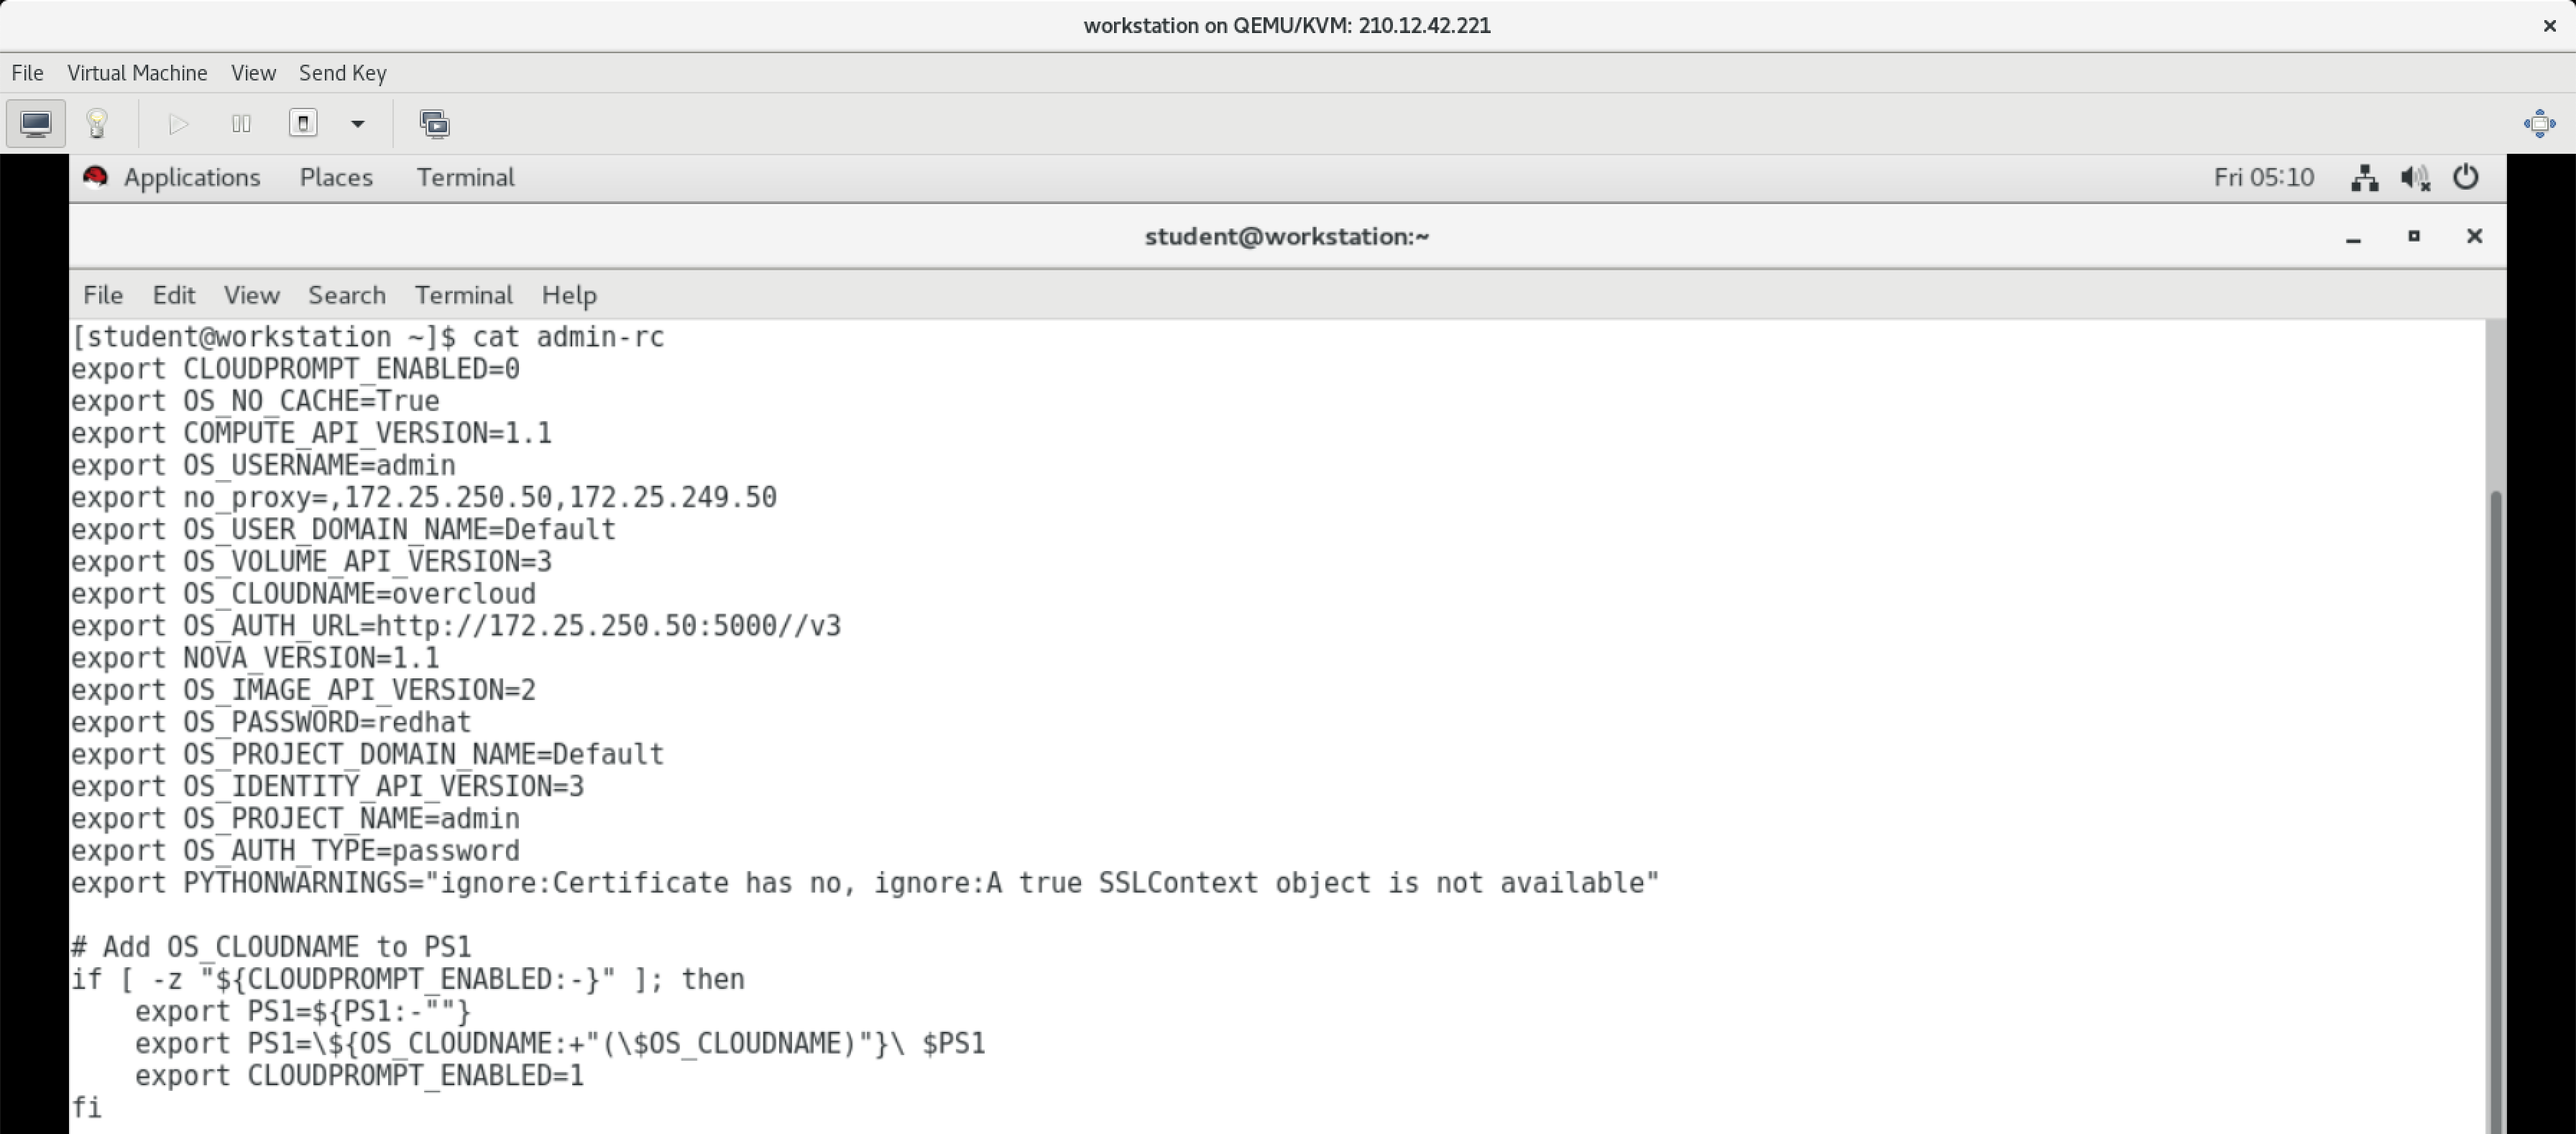 workstation on QEMU/KVM: 210.12.42.221
File Virtual Machine View Send Key
Applications Places Terminal Fri 05:10
student@workstation:~
File Edit View Search Terminal Help
[student@workstation ~]$ cat admin-rc
export CLOUDPROMPT_ENABLED=0
export OS_NO_CACHE=True
export COMPUTE_API_VERSION=1.1
export OS_USERNAME=admin
export no_proxy=,172.25.250.50,172.25.249.50
export OS_USER_DOMAIN_NAME=Default
export OS_VOLUME_API_VERSION=3
export OS_CLOUDNAME=overcloud
export OS_AUTH_URL=http://172.25.250.50:5000//v3
export NOVA_VERSION=1.1
export OS_IMAGE_API_VERSION=2
export OS_PASSWORD=redhat
export OS_PROJECT_DOMAIN_NAME=Default
export OS_IDENTITY_API_VERSION=3
export OS_PROJECT_NAME=admin
export OS_AUTH_TYPE=password
export PYTHONWARNINGS="ignore:Certificate has no, ignore:A true SSLContext object is not available"
# Add OS_CLOUDNAME to PS1
if [ -z "${CLOUDPROMPT_ENABLED:-}" ]; then
    export PS1=${PS1:-""}
    export PS1=\${OS_CLOUDNAME:+"(\$OS_CLOUDNAME)"}\ $PS1
    export CLOUDPROMPT_ENABLED=1
fi